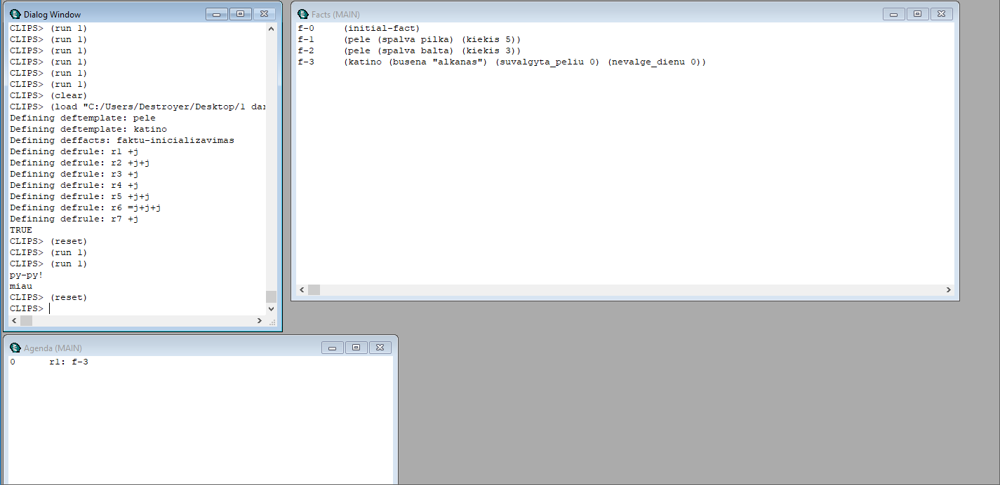 Dialog Window
CLIPS> (run 1)
CLIPS> (run 1)
CLIPS> (run 1)
CLIPS> (run 1)
CLIPS> (run 1)
CLIPS> (run 1)
CLIPS> (clear)
CLIPS> (load "C:/Users/Destroyer/Desktop/1 dar
Defining deftemplate: pele
Defining deftemplate: katino
Defining deffacts: faktu-inicializavimas
Defining defrule: r1 +j
Defining defrule: r2 +j+j
Defining defrule: r3 +j
Defining defrule: r4 +j
Defining defrule: r5 +j+j
Defining defrule: r6 =j+j+j
Defining defrule: r7 +j
TRUE
CLIPS> (reset)
CLIPS> (run 1)
CLIPS> (run 1)
py-py!
miau
CLIPS> (reset)
CLIPS>
Facts (MAIN)
f-0 (initial-fact)
f-1 (pele (spalva pilka) (kiekis 5))
f-2 (pele (spalva balta) (kiekis 3))
f-3 (katino (busena "alkanas") (suvalgyta_peliu 0) (nevalge_dienu 0))
Agenda (MAIN)
0 r1: f-3